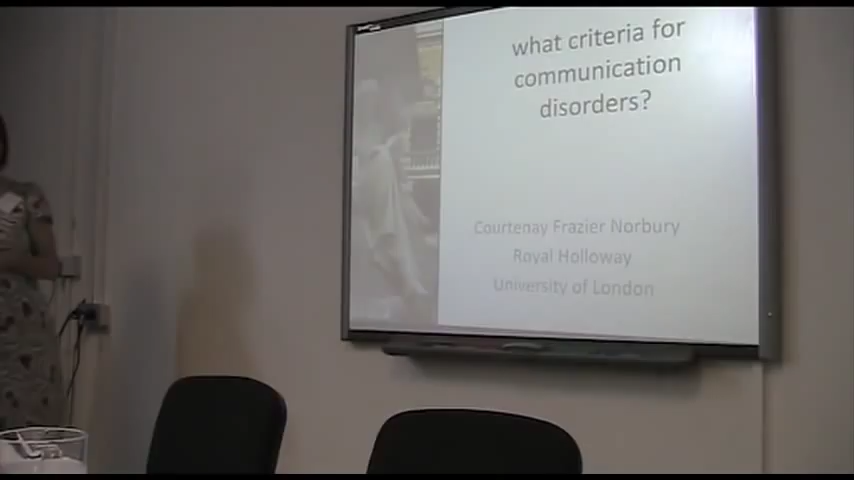 what criteria for
communication
disorders?
Courtenay Frazier Norbury
Royal Holloway
University of London